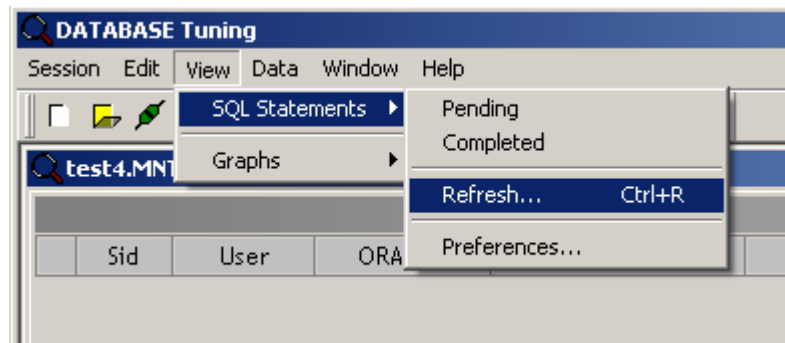 DATABASE Tuning
Session Edit View Data Window Help
SQL Statements
Pending
Completed
Graphs
test4.MNT
Refresh... Ctrl+R
Preferences...
Sid User ORA